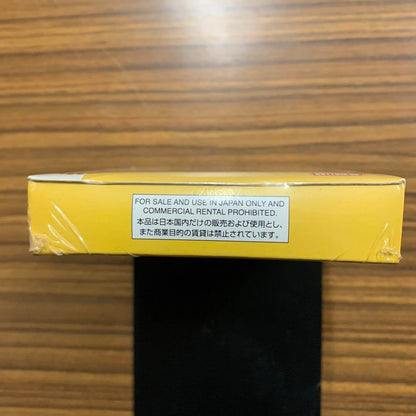 FOR SALE AND USE IN JAPAN ONLY AND
COMMERCIAL RENTAL PROHIBITED.
本品は日本国内だけの販売および使用とし、
また商業目的の賃貸は禁止されています。